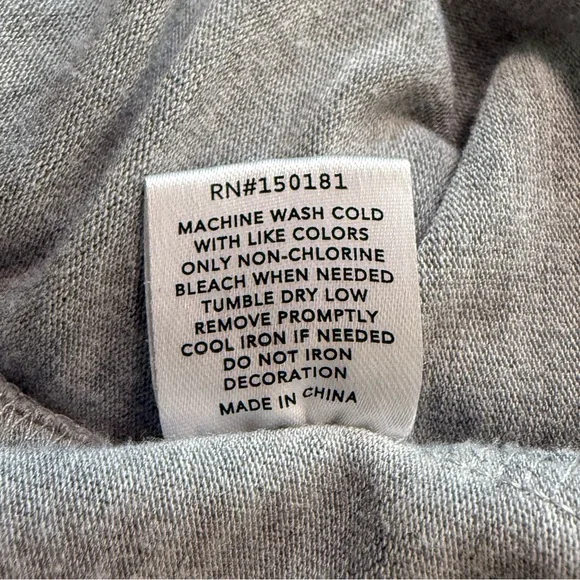 RN#150181
MACHINE WASH COLD
WITH LIKE COLORS
ONLY NON-CHLORINE
BLEACH WHEN NEEDED
TUMBLE DRY LOW
REMOVE PROMPTLY
COOL IRON IF NEEDED
DO NOT IRON
DECORATION
MADE IN CHINA